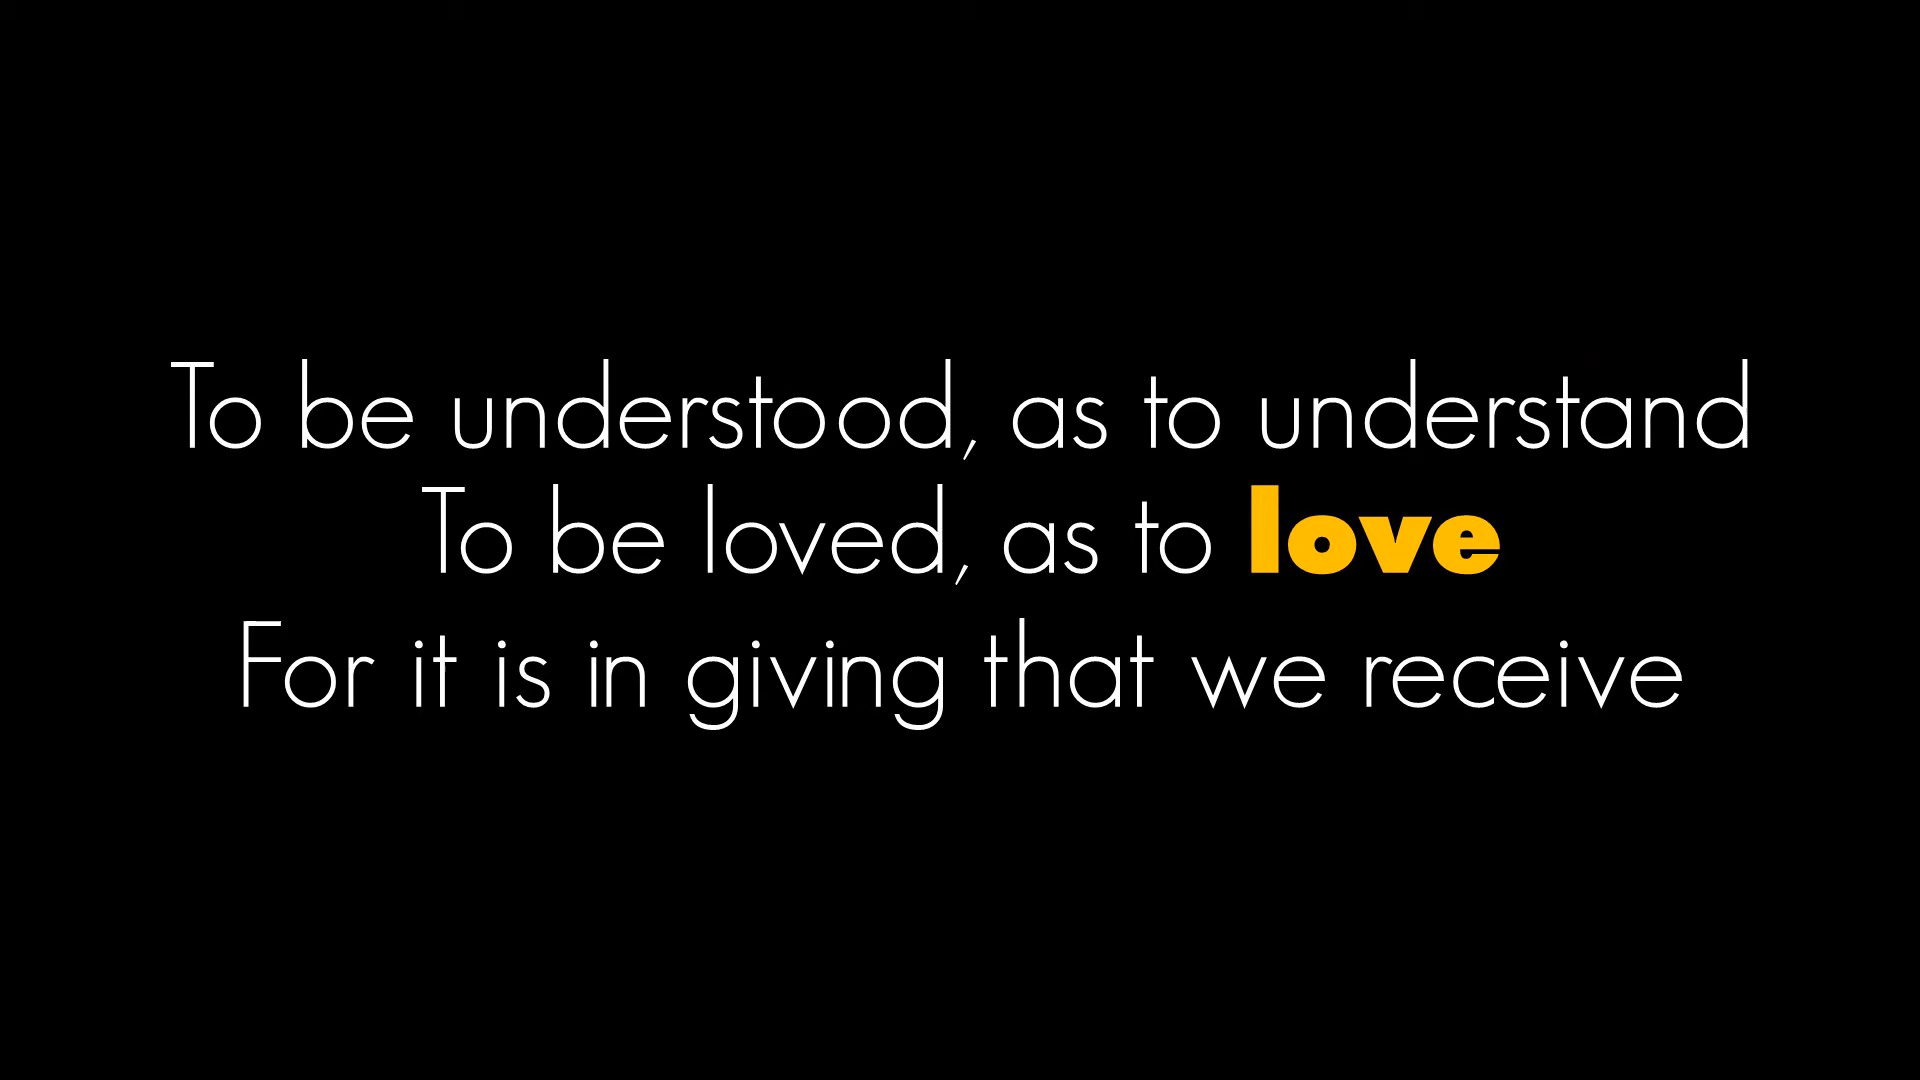 To be understood, as to understand
To be loved, as to love
For it is in giving that we receive